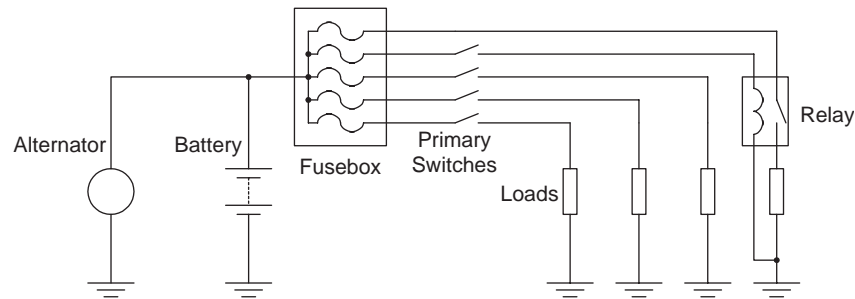 Alternator
Battery
Fusebox
Primary
Switches
Loads
Relay